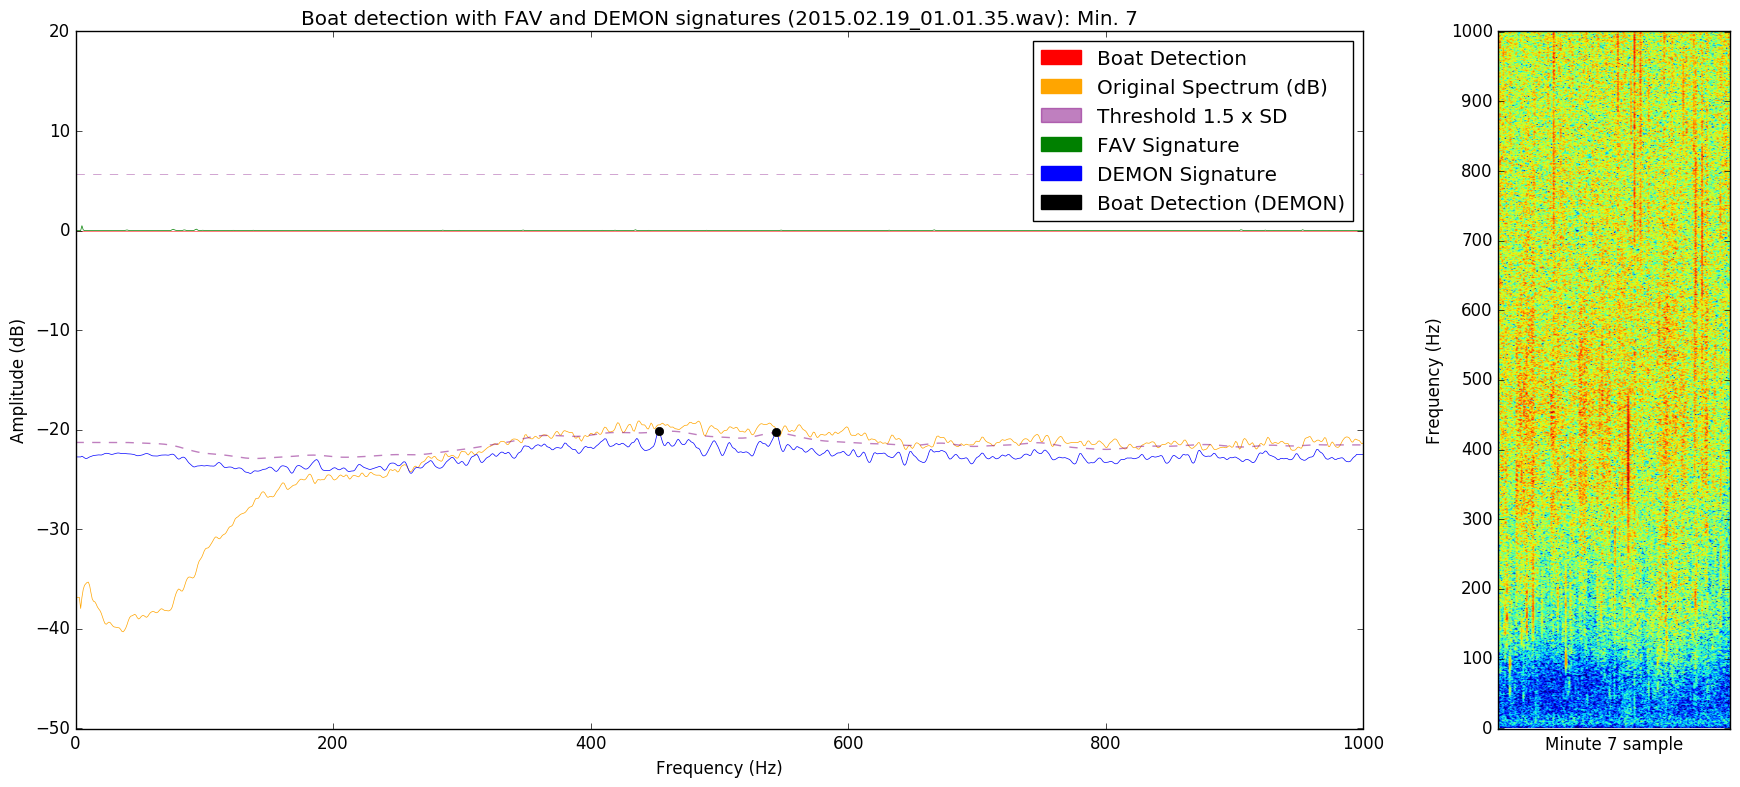 Boat detection with FAV and DEMON signatures (2015.02.19_01.01.35.wav): Min. 7
20
10
0
−10
−20
−30
−40
−50
Amplitude (dB)
0
200
400
600
800
1000
Frequency (Hz)
Boat Detection
Original Spectrum (dB)
Threshold 1.5 x SD
FAV Signature
DEMON Signature
Boat Detection (DEMON)
1000
900
800
700
600
500
400
300
200
100
0
Frequency (Hz)
Minute 7 sample